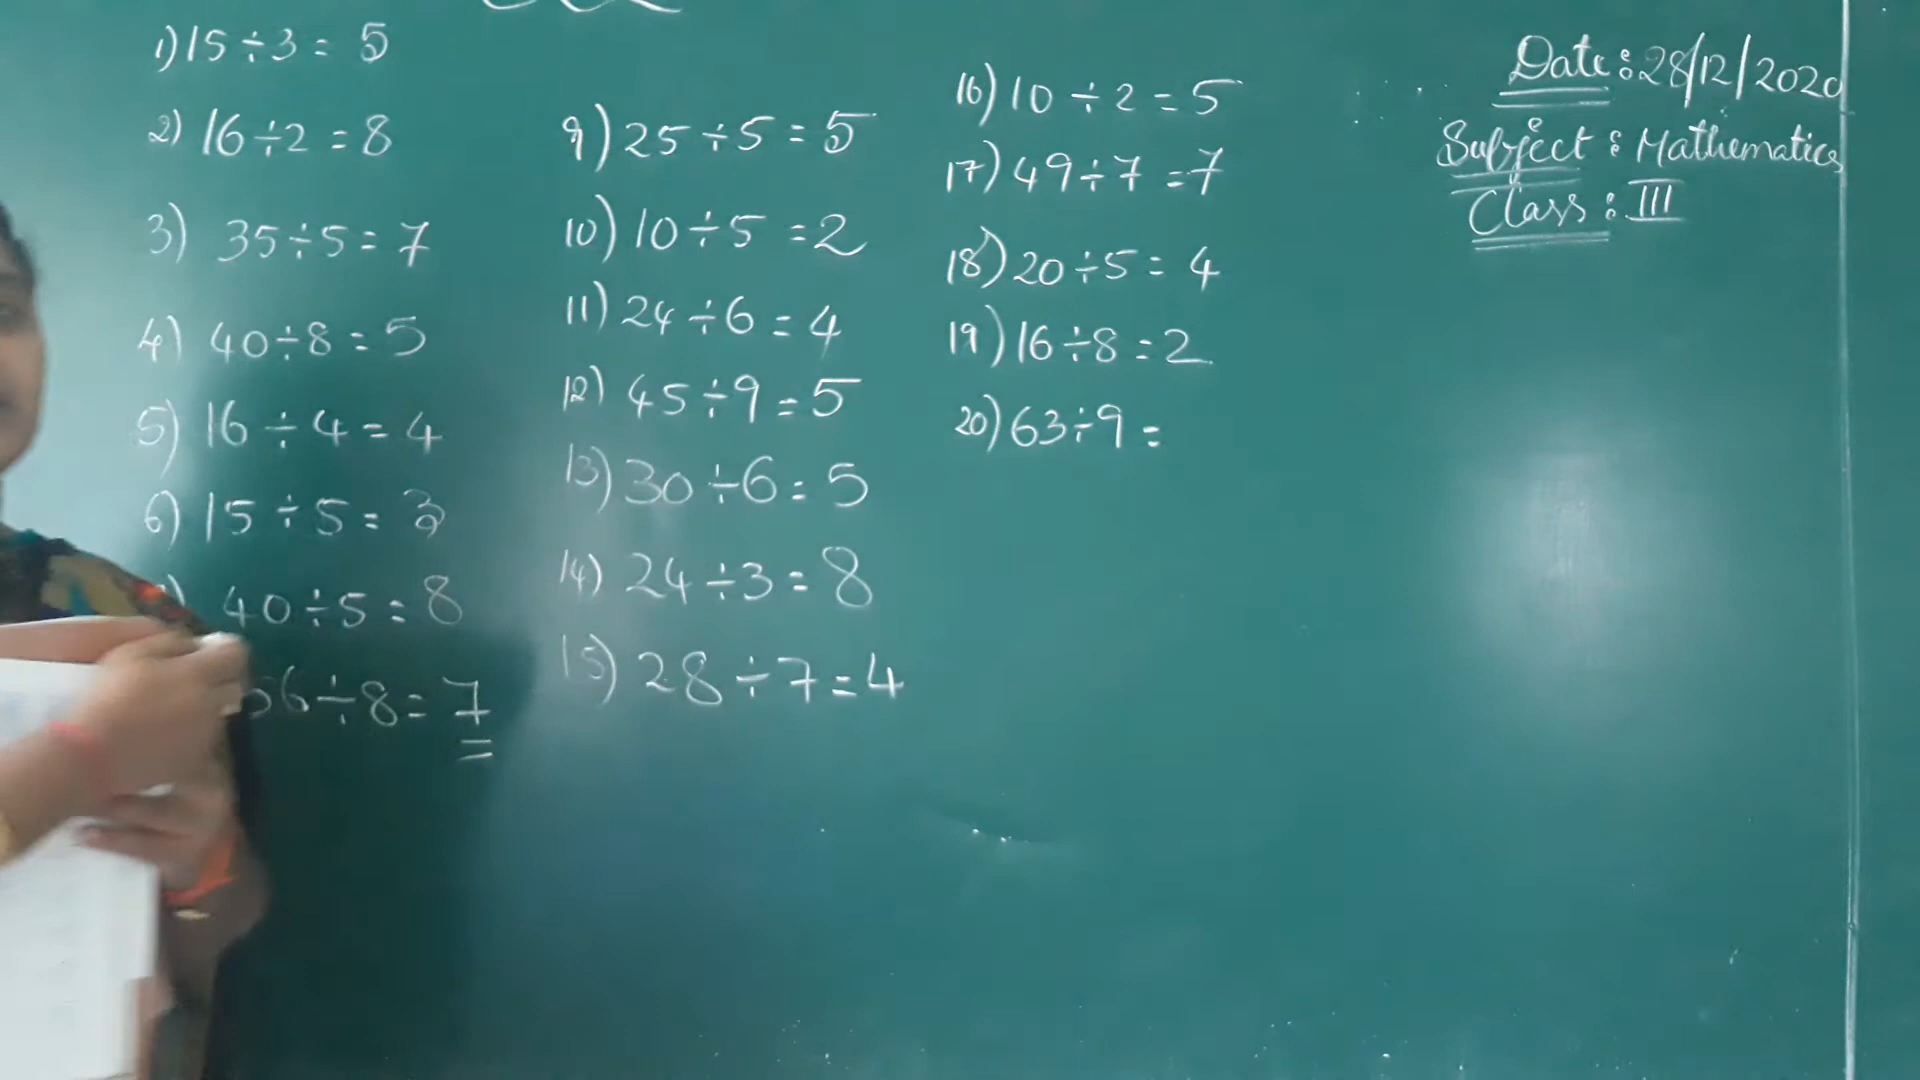 1) 15 ÷ 3 = 5
2) 16 ÷ 2 = 8
3) 35 ÷ 5 = 7
4) 40 ÷ 8 = 5
5) 16 ÷ 4 = 4
6) 15 ÷ 5 = 3
) 40 ÷ 5 = 8
56 ÷ 8 = 7
9) 25 ÷ 5 = 5
10) 10 ÷ 5 = 2
11) 24 ÷ 6 = 4
12) 45 ÷ 9 = 5
13) 30 ÷ 6 = 5
14) 24 ÷ 3 = 8
15) 28 ÷ 7 = 4
16) 10 ÷ 2 = 5
17) 49 ÷ 7 = 7
18) 20 ÷ 5 = 4
19) 16 ÷ 8 = 2
20) 63 ÷ 9 =
Date : 28/12/2020
Subject : Mathematics
Class : III